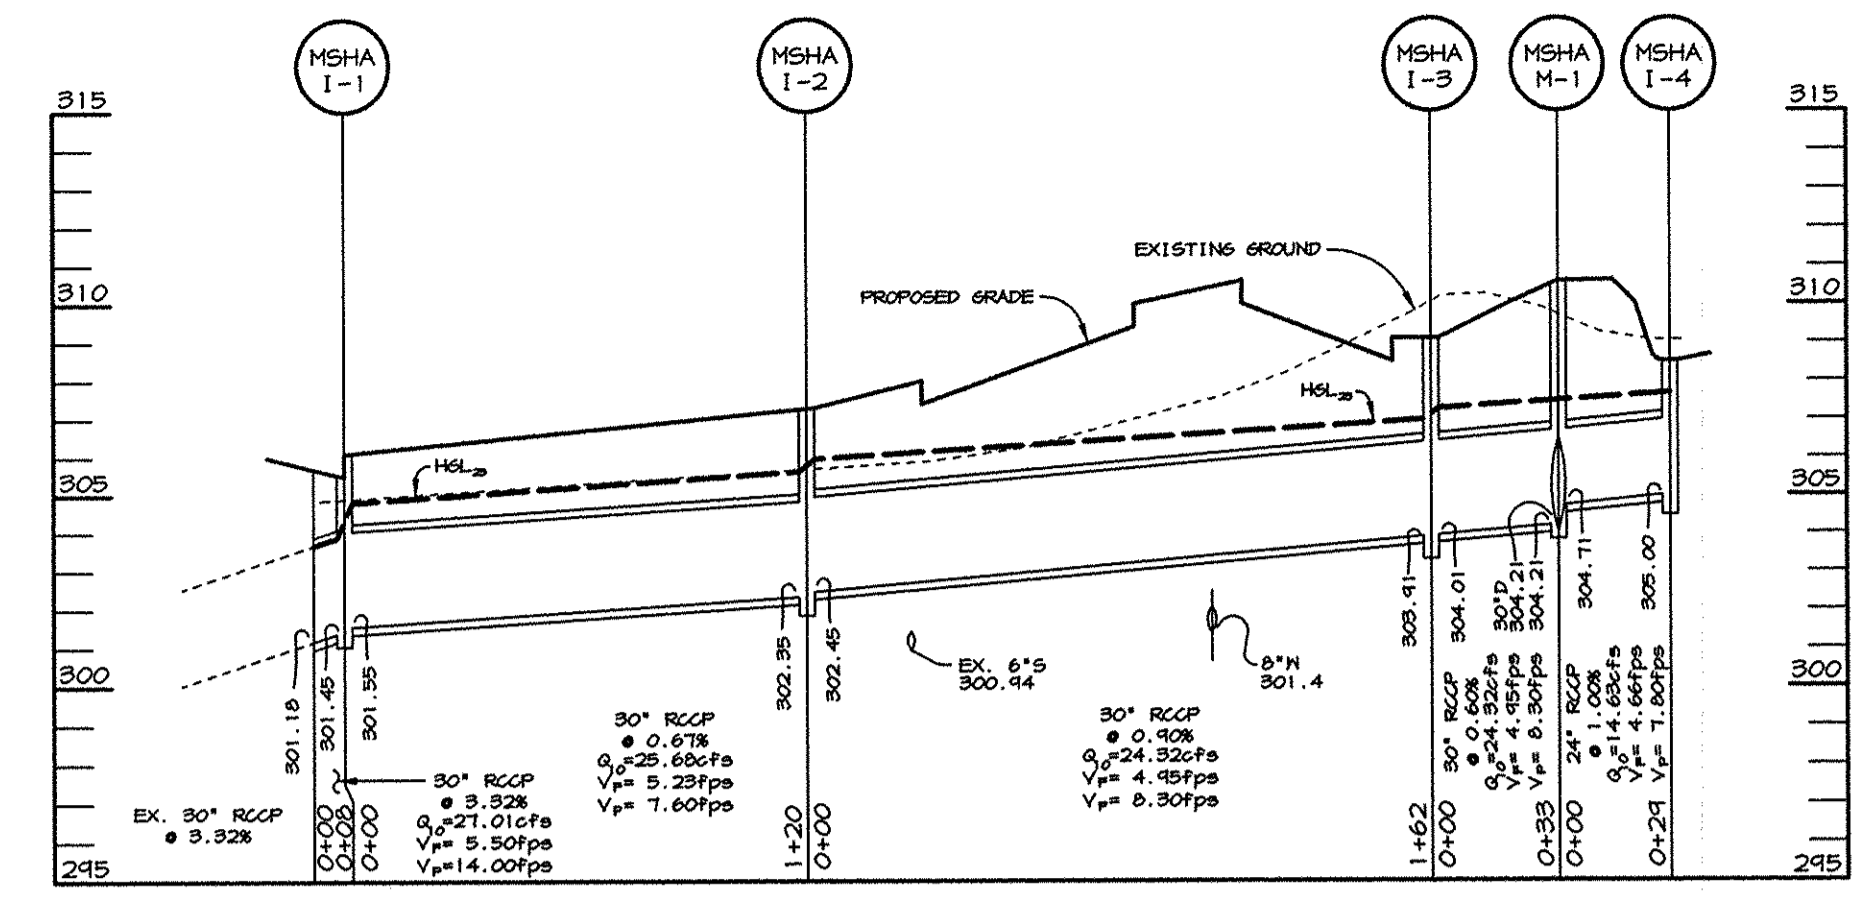 MSHA
I-1
MSHA
I-2
MSHA
I-3
MSHA
M-1
MSHA
I-4
315
315
EXISTING GROUND
PROPOSED GRADE
310
310
HGL25
HGL25
305
305
300
300
295
295
301.18
301.45
301.55
302.35
302.45
EX. 6"S
300.94
8"W
301.4
303.91
304.01
30"D
304.21
304.21
304.71
305.00
EX. 30" RCCP
@ 3.32%
30" RCCP
@ 3.32%
Q10=27.01cfs
VF= 5.50fps
VP=14.00fps
30" RCCP
@ 0.67%
Q10=25.68cfs
VF= 5.23fps
VP= 7.60fps
30" RCCP
@ 0.90%
Q10=24.32cfs
VF= 4.95fps
VP= 8.30fps
30" RCCP
@ 0.60%
Q10=24.32cfs
VF= 4.95fps
VP= 8.30fps
24" RCCP
@ 1.00%
Q10=14.63cfs
VF= 4.66fps
VP= 7.80fps
0+00
0+08
0+00
1+20
0+00
1+62
0+00
0+33
0+00
0+29